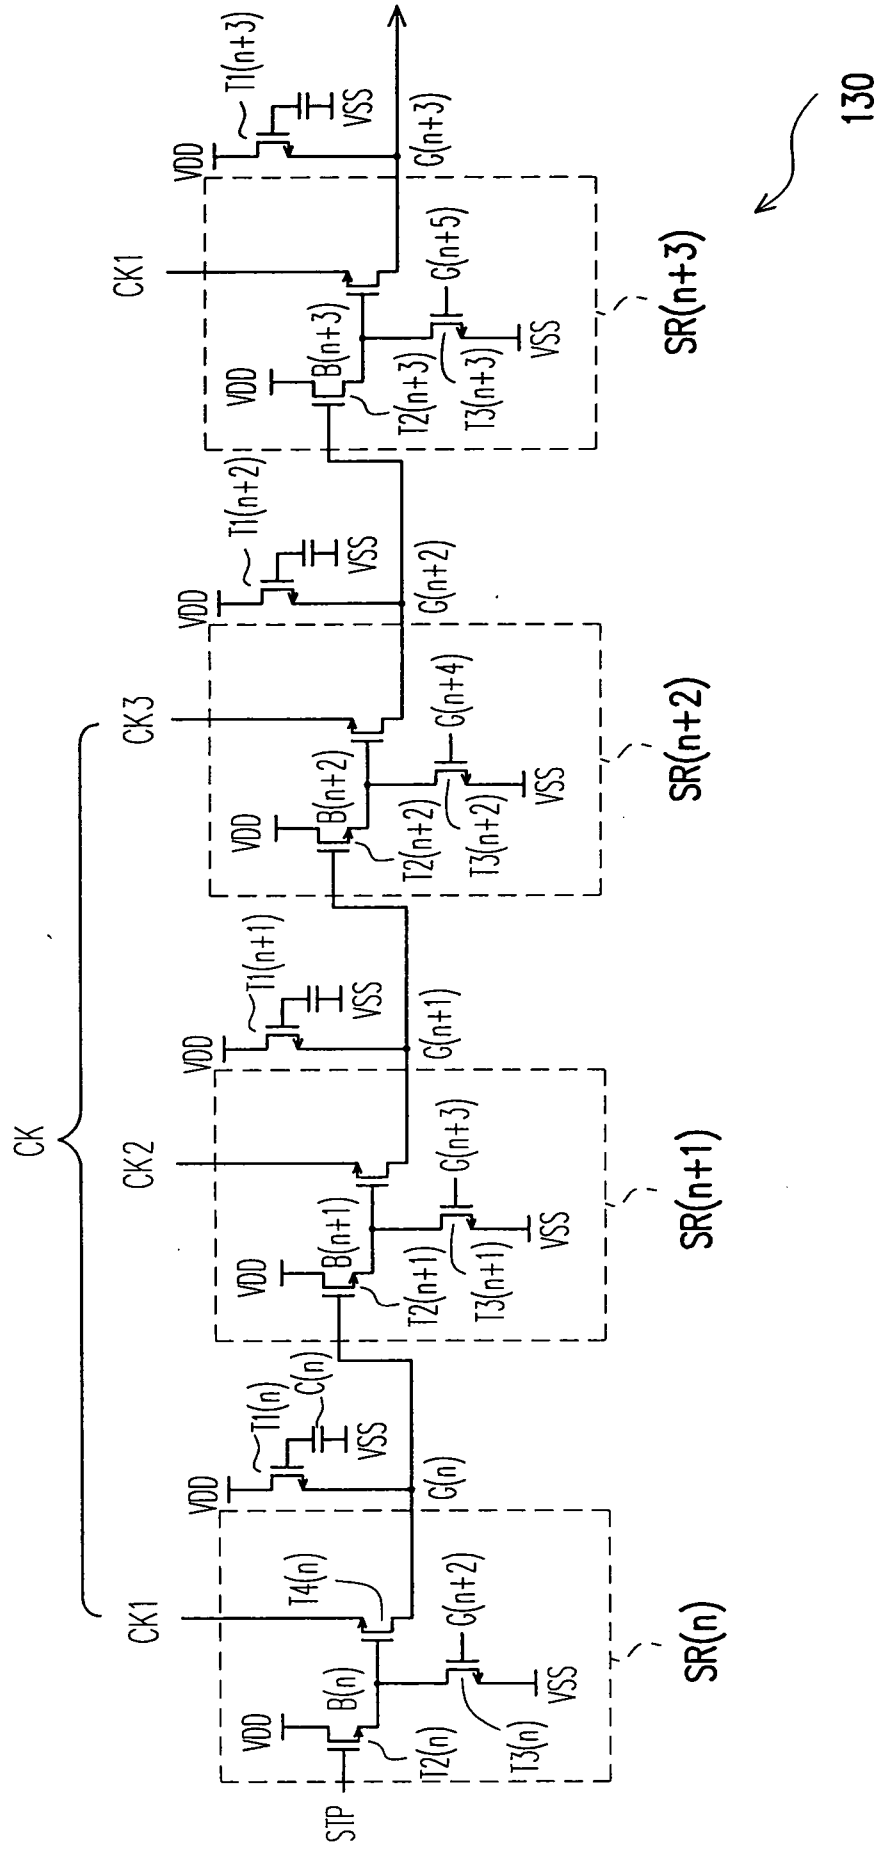 CK
CK1
CK2
CK3
CK1
VDD
T1(n)
C(n)
VSS
VDD
T1(n+1)
VSS
VDD
T1(n+2)
VSS
VDD
T1(n+3)
VSS
STP
VDD
B(n)
T4(n)
T2(n)
T3(n)
G(n+2)
VSS
G(n)
VDD
B(n+1)
T2(n+1)
T3(n+1)
G(n+3)
VSS
G(n+1)
VDD
B(n+2)
T2(n+2)
T3(n+2)
G(n+4)
VSS
G(n+2)
VDD
B(n+3)
T2(n+3)
T3(n+3)
G(n+5)
VSS
G(n+3)
SR(n)
SR(n+1)
SR(n+2)
SR(n+3)
130